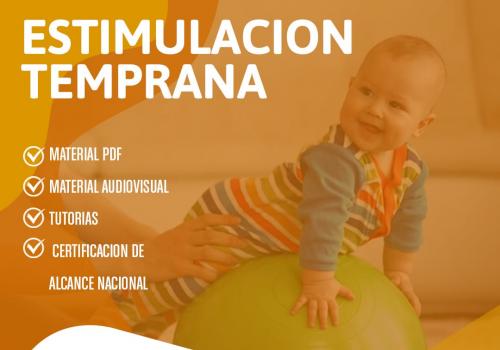 ESTIMULACION
TEMPRANA
MATERIAL PDF
MATERIAL AUDIOVISUAL
TUTORIAS
CERTIFICACION DE
ALCANCE NACIONAL